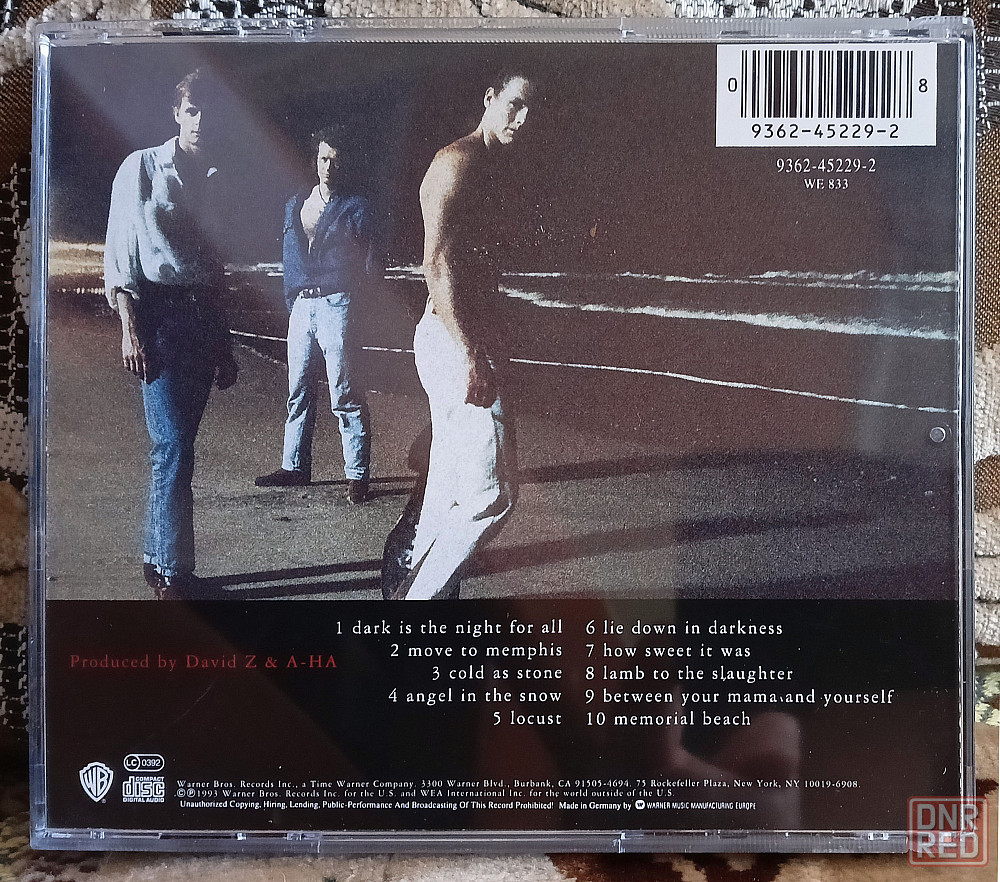 0 8
9362-45229-2
9362-45229-2
WE 833
1 dark is the night for all
2 move to memphis
3 cold as stone
4 angel in the snow
5 locust
6 lie down in darkness
7 how sweet it was
8 lamb to the slaughter
9 between your mama and yourself
10 memorial beach
Produced by David Z & A-HA
WB
LC 0392
COMPACT
disc
DIGITAL AUDIO
Warner Bros. Records Inc., a Time Warner Company. 3300 Warner Blvd., Burbank, CA 91505-4694. 75 Rockefeller Plaza, New York, NY 10019-6908.
©℗1993 Warner Bros. Records Inc. for the U.S. and WEA International Inc. for the world outside of the U.S.
Unauthorized Copying, Hiring, Lending, Public-Performance And Broadcasting Of This Record Prohibited! Made in Germany by WARNER MUSIC MANUFACTURING EUROPE
DNR
RED